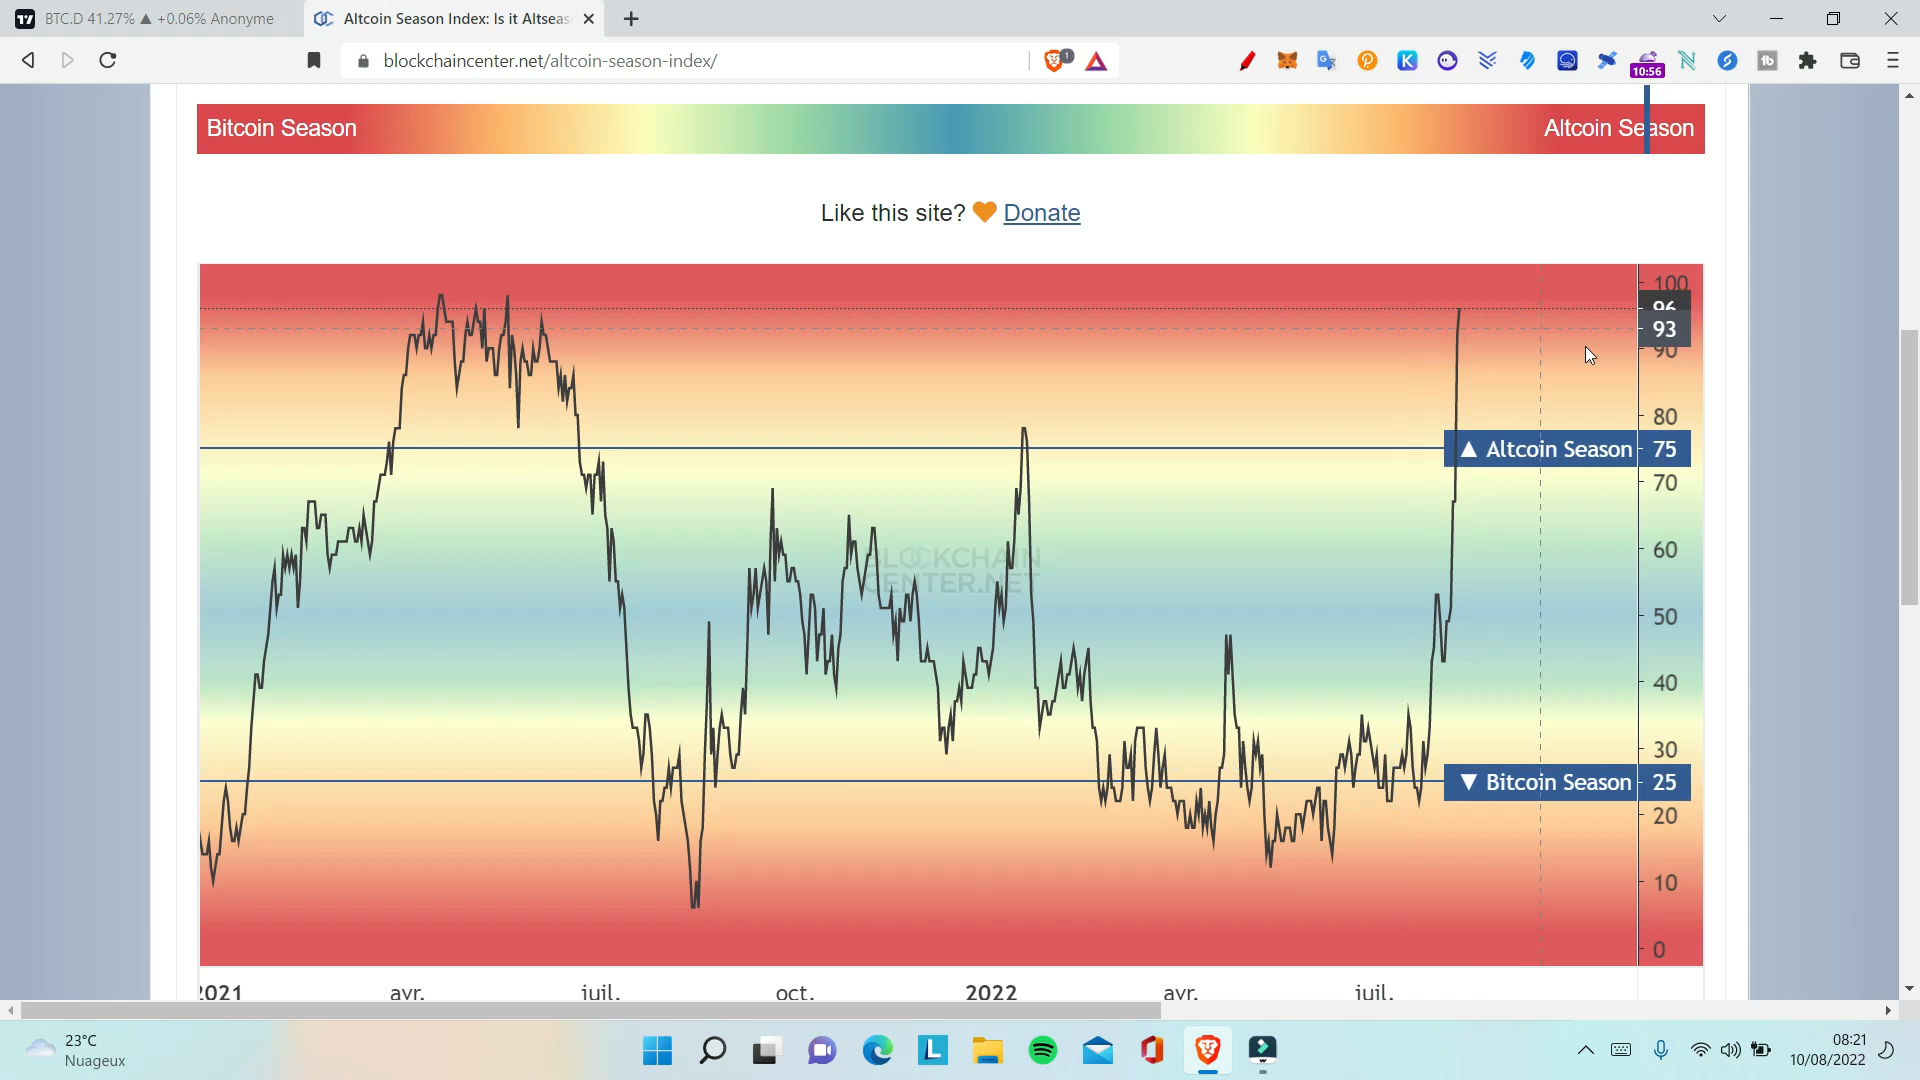 BTC.D 41.27% ▲ +0.06% Anonyme
Altcoin Season Index: Is it Altseas
blockchaincenter.net/altcoin-season-index/
1
10:56
Bitcoin Season
Altcoin Season
Like this site? 🧡 Donate
100
96
93
90
80
▲ Altcoin Season 75
70
60
BLOCKCHAIN
CENTER.NET
50
40
30
▼ Bitcoin Season 25
20
10
0
2021 avr. juil. oct. 2022 avr. juil.
23°C
Nuageux
08:21
10/08/2022